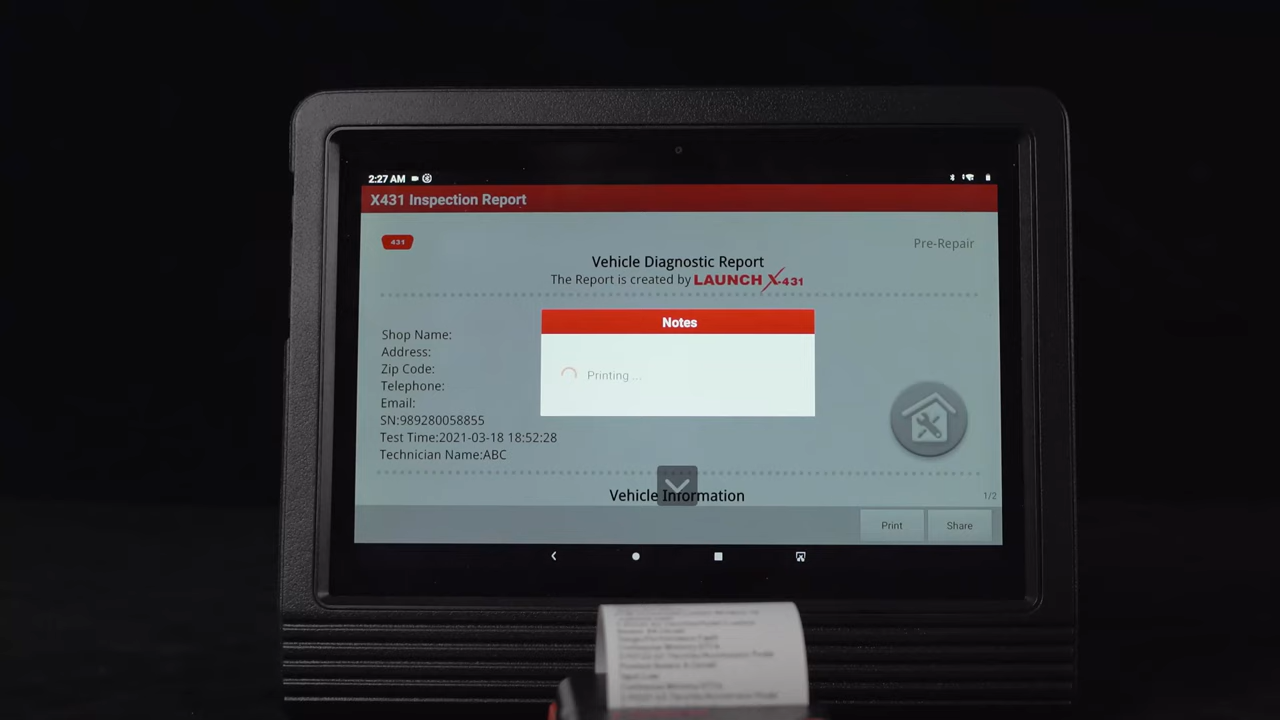 2:27 AM
X431 Inspection Report
431
Pre-Repair
Vehicle Diagnostic Report
The Report is created by LAUNCH X-431
Notes
Printing ...
Shop Name:
Address:
Zip Code:
Telephone:
Email:
SN:989280058855
Test Time:2021-03-18 18:52:28
Technician Name:ABC
Vehicle Information
1/2
Print
Share